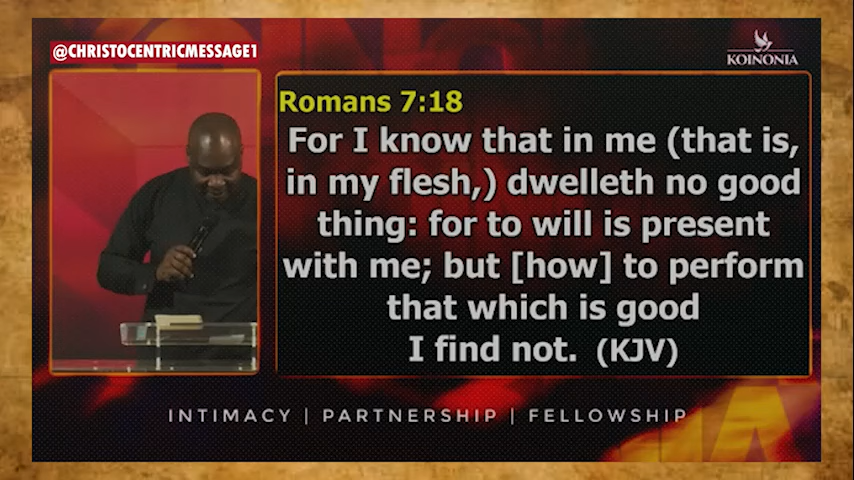 @CHRISTOCENTRICMESSAGE1
KOINONIA
Romans 7:18
For I know that in me (that is,
in my flesh,) dwelleth no good
thing: for to will is present
with me; but [how] to perform
that which is good
I find not. (KJV)
INTIMACY | PARTNERSHIP | FELLOWSHIP